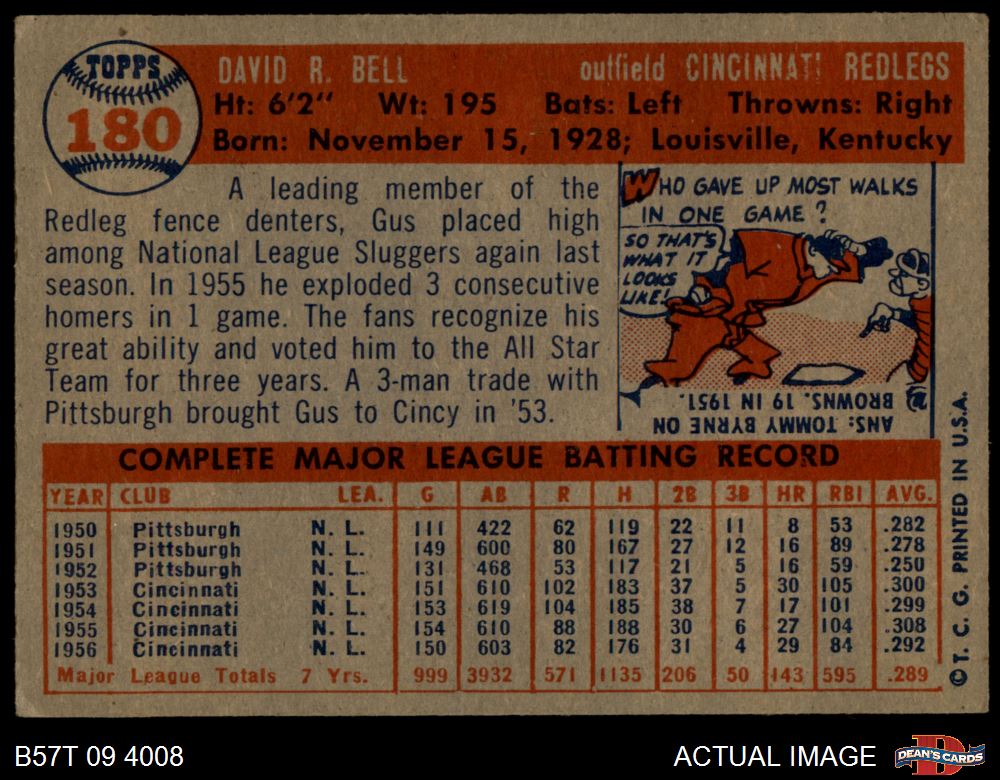 TOPPS
180
DAVID R. BELL outfield CINCINNATI REDLEGS
Ht: 6'2" Wt: 195 Bats: Left Throwns: Right
Born: November 15, 1928; Louisville, Kentucky
A leading member of the
Redleg fence denters, Gus placed high
among National League Sluggers again last
season. In 1955 he exploded 3 consecutive
homers in 1 game. The fans recognize his
great ability and voted him to the All Star
Team for three years. A 3-man trade with
Pittsburgh brought Gus to Cincy in '53.
WHO GAVE UP MOST WALKS
IN ONE GAME?
SO THAT'S
WHAT IT
LOOKS
LIKE!
ANS: TOMMY BYRNE ON
BROWNS. 19 IN 1951.
COMPLETE MAJOR LEAGUE BATTING RECORD
YEAR CLUB LEA. G AB R H 2B 3B HR RBI AVG.
1950 Pittsburgh N. L. 111 422 62 119 22 11 8 53 .282
1951 Pittsburgh N. L. 149 600 80 167 27 12 16 89 .278
1952 Pittsburgh N. L. 131 468 53 117 21 5 16 59 .250
1953 Cincinnati N. L. 151 610 102 183 37 5 30 105 .300
1954 Cincinnati N. L. 153 619 104 185 38 7 17 101 .299
1955 Cincinnati N. L. 154 610 88 188 30 6 27 104 .308
1956 Cincinnati N. L. 150 603 82 176 31 4 29 84 .292
Major League Totals 7 Yrs. 999 3932 571 1135 206 50 143 595 .289
©T. C. G. PRINTED IN U.S.A.
B57T 09 4008
ACTUAL IMAGE
DEAN'S CARDS